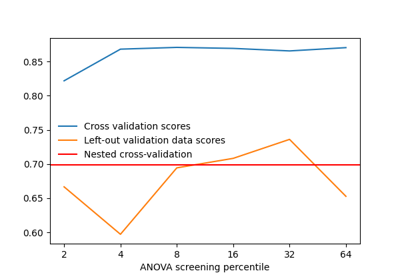 0.85
0.80
0.75
0.70
0.65
0.60
Cross validation scores
Left-out validation data scores
Nested cross-validation
2 4 8 16 32 64
ANOVA screening percentile